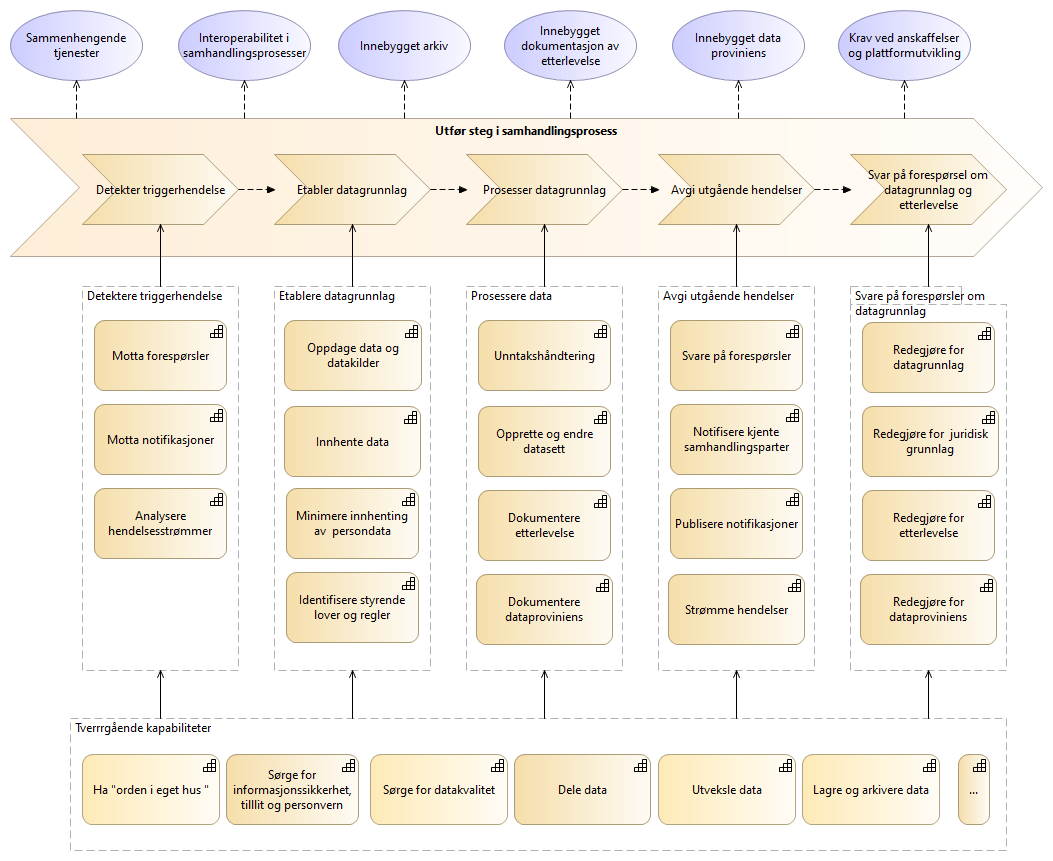 Sammenhengende
tjenester
Interoperabilitet i
samhandlingsprosesser
Innebygget arkiv
Innebygget
dokumentasjon av
etterlevelse
Innebygget data
proviniens
Krav ved anskaffelser
og plattformutvikling
Utfør steg i samhandlingsprosess
Detekter triggerhendelse
Etabler datagrunnlag
Prosesser datagrunnlag
Avgi utgående hendelser
Svar på forespørsel om
datagrunnlag og
etterlevelse
Detektere triggerhendelse
Motta forespørsler
Motta notifikasjoner
Analysere
hendelsesstrømmer
Etablere datagrunnlag
Oppdage data og
datakilder
Innhente data
Minimere innhenting
av persondata
Identifisere styrende
lover og regler
Prosessere data
Unntakshåndtering
Opprette og endre
datasett
Dokumentere
etterlevelse
Dokumentere
dataproviniens
Avgi utgående hendelser
Svare på forespørsler
Notifisere kjente
samhandlingsparter
Publisere notifikasjoner
Strømme hendelser
Svare på forespørsler om
datagrunnlag
Redegjøre for
datagrunnlag
Redegjøre for juridisk
grunnlag
Redegjøre for
etterlevelse
Redegjøre for
dataproviniens
Tverrrgående kapabiliteter
Ha "orden i eget hus "
Sørge for
informasjonssikkerhet,
tilllit og personvern
Sørge for datakvalitet
Dele data
Utveksle data
Lagre og arkivere data
...